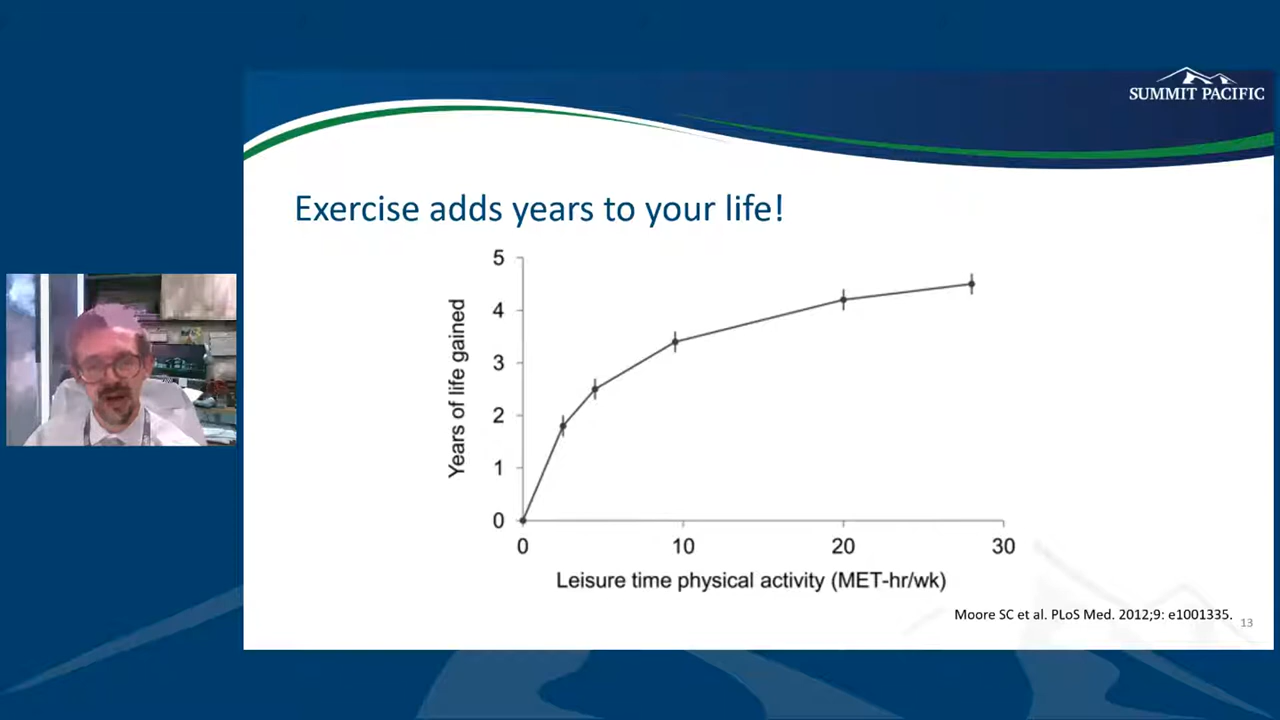 SUMMIT PACIFIC
Exercise adds years to your life!
Years of life gained
5
4
3
2
1
0
0 10 20 30
Leisure time physical activity (MET-hr/wk)
Moore SC et al. PLoS Med. 2012;9: e1001335.
13